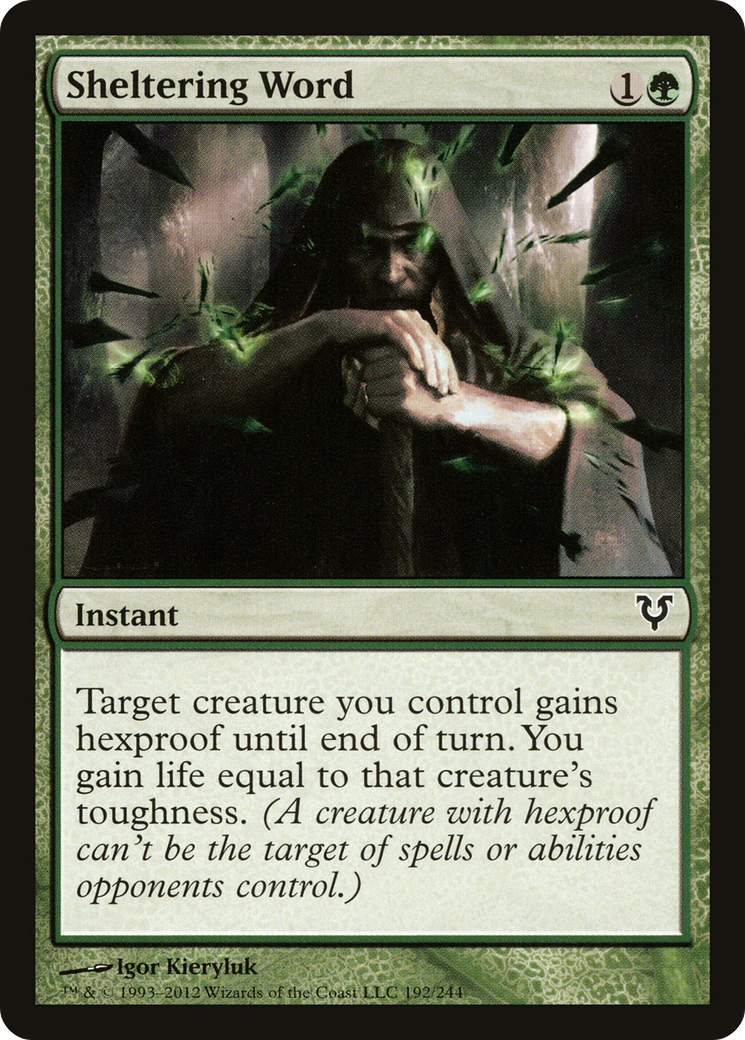 Sheltering Word 1
Instant
Target creature you control gains
hexproof until end of turn. You
gain life equal to that creature's
toughness. (A creature with hexproof
can't be the target of spells or abilities
opponents control.)
Igor Kieryluk
™ & © 1993–2012 Wizards of the Coast LLC 192/244